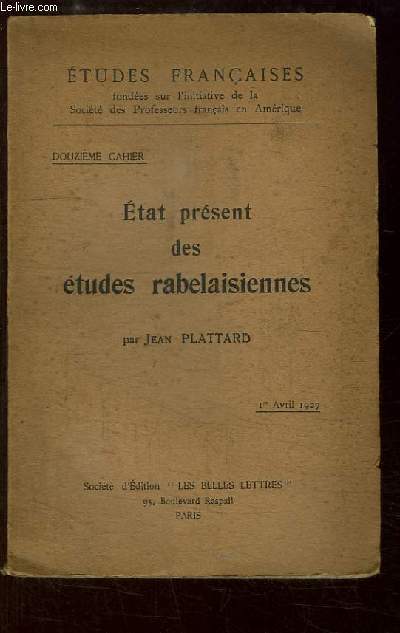 Le-livre.com
ÉTUDES FRANÇAISES
fondées sur l'initiative de la
Société des Professeurs français en Amérique
DOUZIÈME CAHIER
État présent
des
études rabelaisiennes
par JEAN PLATTARD
1er Avril 1927
Société d'Édition "LES BELLES LETTRES"
95, Boulevard Raspail
PARIS